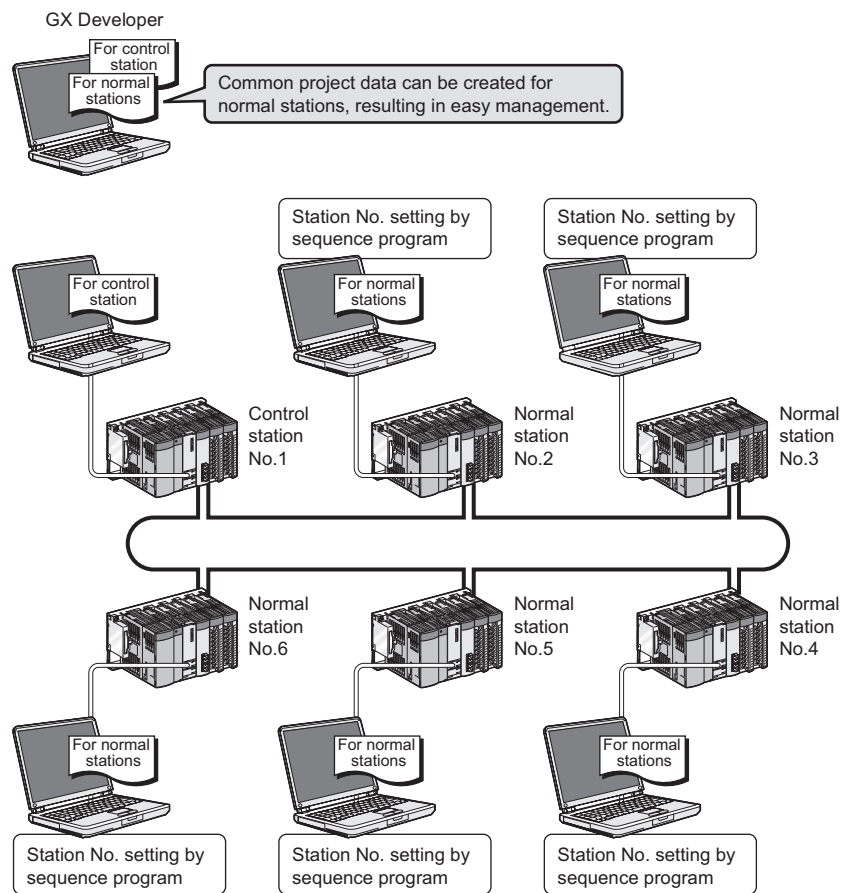 GX Developer
For control
station
For normal
stations
Common project data can be created for
normal stations, resulting in easy management.
Station No. setting by
sequence program
Station No. setting by
sequence program
For control
station
For normal
stations
For normal
stations
Control
station
No.1
Normal
station
No.2
Normal
station
No.3
Normal
station
No.6
Normal
station
No.5
Normal
station
No.4
For normal
stations
For normal
stations
For normal
stations
Station No. setting by
sequence program
Station No. setting by
sequence program
Station No. setting by
sequence program